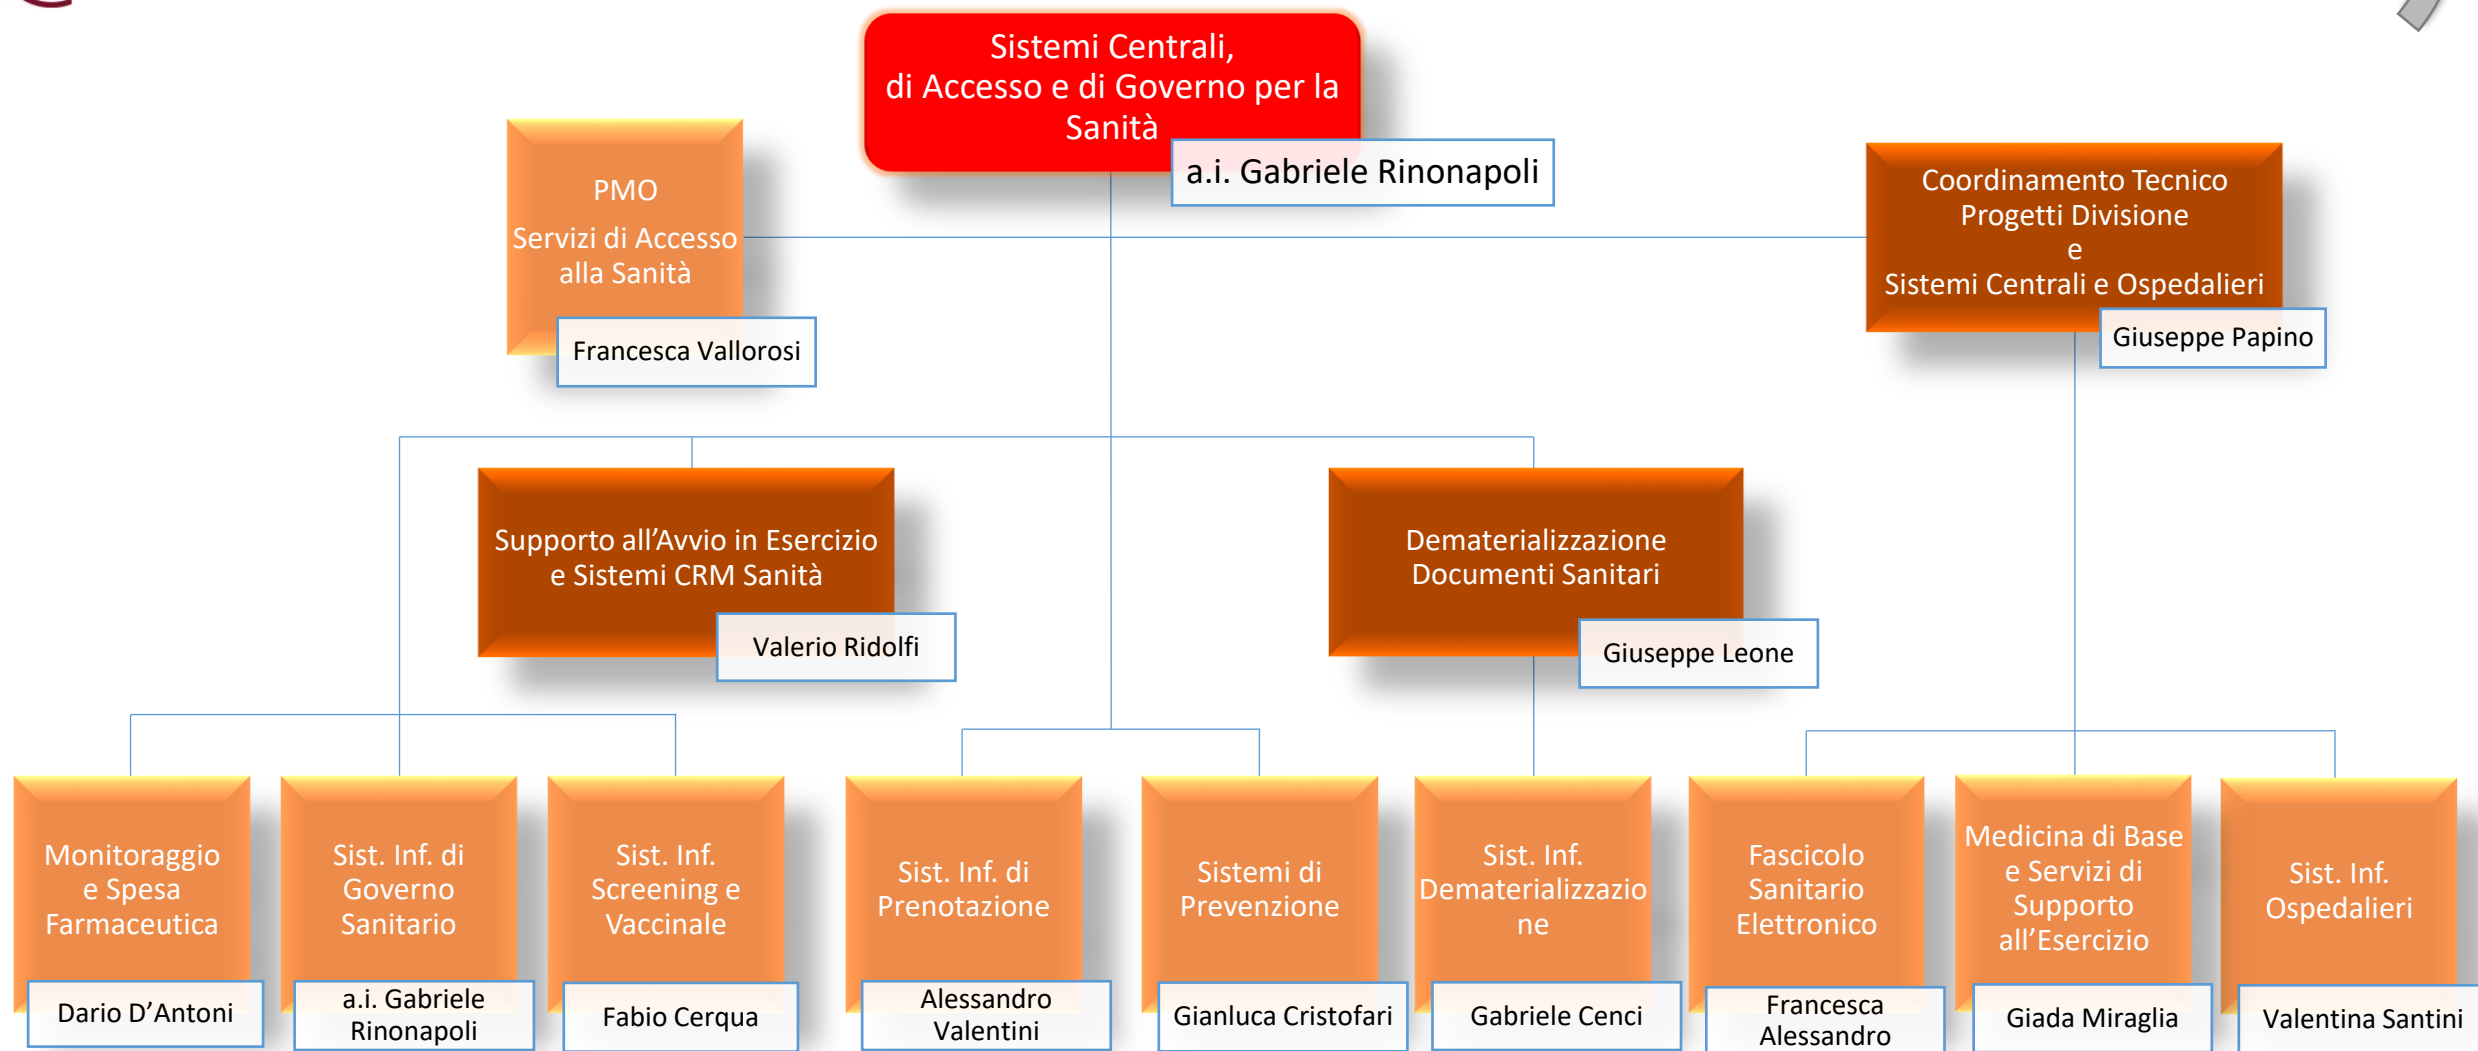 Sistemi Centrali,
di Accesso e di Governo per la
Sanità
a.i. Gabriele Rinonapoli
PMO
Servizi di Accesso
alla Sanità
Francesca Vallorosi
Coordinamento Tecnico
Progetti Divisione
e
Sistemi Centrali e Ospedalieri
Giuseppe Papino
Supporto all’Avvio in Esercizio
e Sistemi CRM Sanità
Valerio Ridolfi
Dematerializzazione
Documenti Sanitari
Giuseppe Leone
Monitoraggio
e Spesa
Farmaceutica
Dario D’Antoni
Sist. Inf. di
Governo
Sanitario
a.i. Gabriele
Rinonapoli
Sist. Inf.
Screening e
Vaccinale
Fabio Cerqua
Sist. Inf. di
Prenotazione
Alessandro
Valentini
Sistemi di
Prevenzione
Gianluca Cristofari
Sist. Inf.
Dematerializzazio
ne
Gabriele Cenci
Fascicolo
Sanitario
Elettronico
Francesca
Alessandro
Medicina di Base
e Servizi di
Supporto
all’Esercizio
Giada Miraglia
Sist. Inf.
Ospedalieri
Valentina Santini